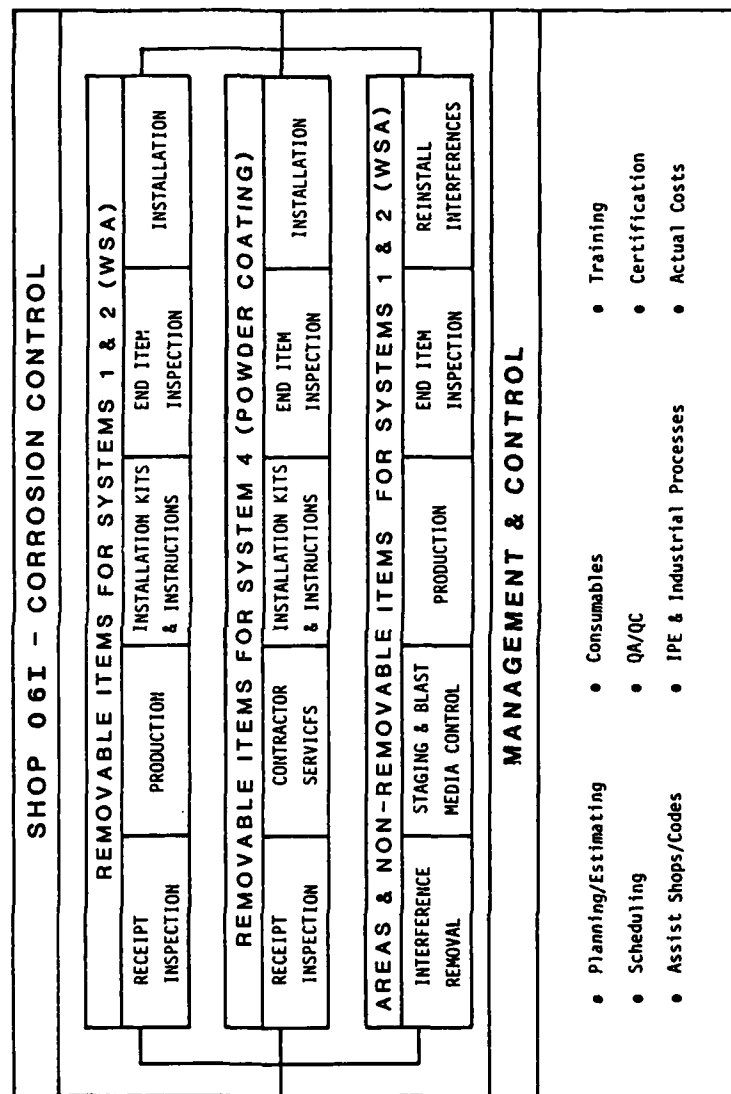 SHOP 06I - CORROSION CONTROL
REMOVABLE ITEMS FOR SYSTEMS 1 & 2 (WSA)
RECEIPT
INSPECTION
PRODUCTION
INSTALLATION KITS
& INSTRUCTIONS
END ITEM
INSPECTION
INSTALLATION
REMOVABLE ITEMS FOR SYSTEM 4 (POWDER COATING)
RECEIPT
INSPECTION
CONTRACTOR
SERVICES
INSTALLATION KITS
& INSTRUCTIONS
END ITEM
INSPECTION
INSTALLATION
AREAS & NON-REMOVABLE ITEMS FOR SYSTEMS 1 & 2 (WSA)
INTERFERENCE
REMOVAL
STAGING & BLAST
MEDIA CONTROL
PRODUCTION
END ITEM
INSPECTION
REINSTALL
INTERFERENCES
MANAGEMENT & CONTROL
• Planning/Estimating
• Scheduling
• Assist Shops/Codes
• Consumables
• QA/QC
• IPE & Industrial Processes
• Training
• Certification
• Actual Costs